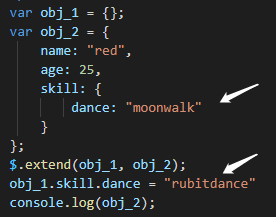 var obj_1 = {};
var obj_2 = {
    name: "red",
    age: 25,
    skill: {
        dance: "moonwalk"
    }
};
$.extend(obj_1, obj_2);
obj_1.skill.dance = "rubitdance"
console.log(obj_2);